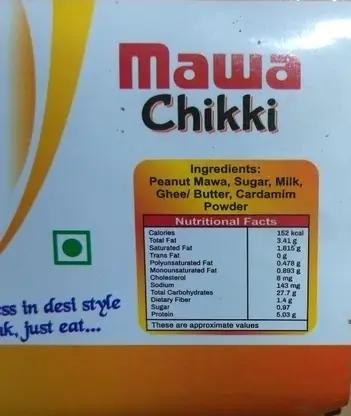 Mawa
Chikki
Ingredients:
Peanut Mawa, Sugar, Milk,
Ghee/ Butter, Cardamim
Powder
Nutritional Facts
Calories 152 kcal
Total Fat 3.41 g
Saturated Fat 1.615 g
Trans Fat 0 g
Polyunsaturated Fat 0.478 g
Monounsaturated Fat 0.893 g
Cholesterol 8 mg
Sodium 143 mg
Total Carbohydrates 27.7 g
Dietary Fiber 1.4 g
Sugar 0.97
Protein 5.03 g
These are approximate values
ss in desi style
k, just eat...